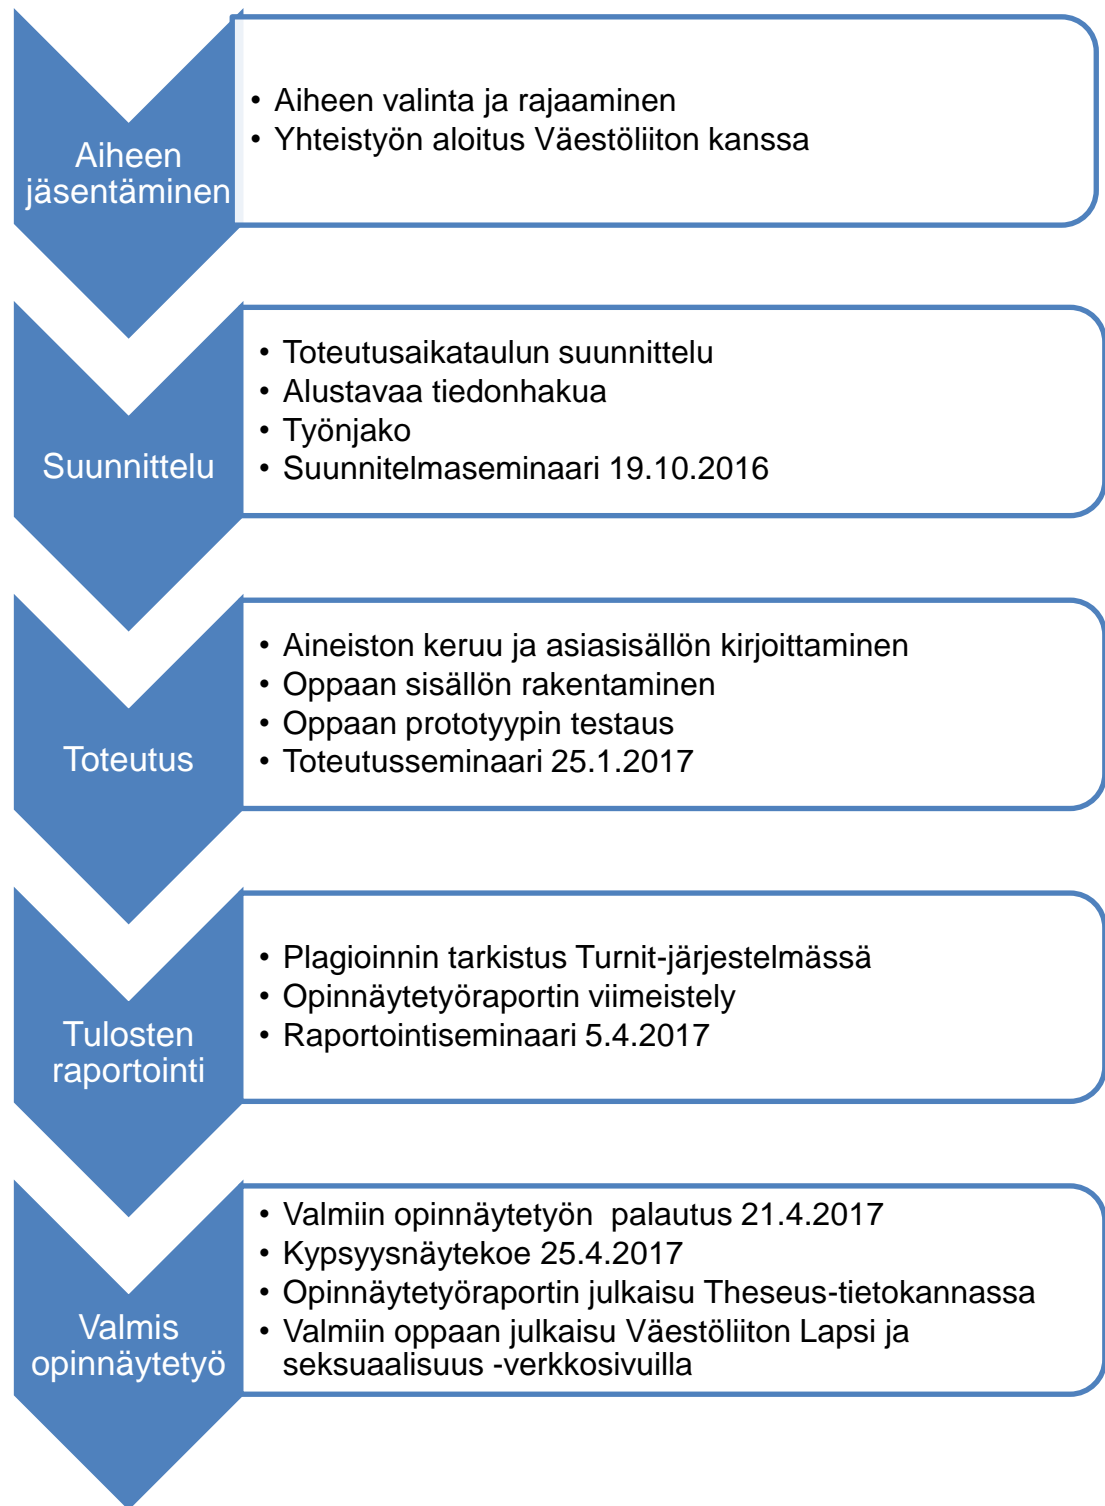 Aiheen
jäsentäminen
• Aiheen valinta ja rajaaminen
• Yhteistyön aloitus Väestöliiton kanssa
Suunnittelu
• Toteutusaikataulun suunnittelu
• Alustavaa tiedonhakua
• Työnjako
• Suunnitelmaseminaari 19.10.2016
Toteutus
• Aineiston keruu ja asiasisällön kirjoittaminen
• Oppaan sisällön rakentaminen
• Oppaan prototyypin testaus
• Toteutusseminaari 25.1.2017
Tulosten
raportointi
• Plagioinnin tarkistus Turnit-järjestelmässä
• Opinnäytetyöraportin viimeistely
• Raportointiseminaari 5.4.2017
Valmis
opinnäytetyö
• Valmiin opinnäytetyön palautus 21.4.2017
• Kypsyysnäytekoe 25.4.2017
• Opinnäytetyöraportin julkaisu Theseus-tietokannassa
• Valmiin oppaan julkaisu Väestöliiton Lapsi ja
seksuaalisuus -verkkosivuilla